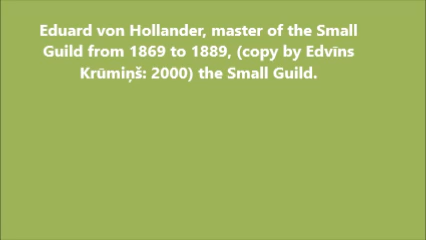 Eduard von Hollander, master of the Small
Guild from 1869 to 1889, (copy by Edvīns
Krūmiņš: 2000) the Small Guild.